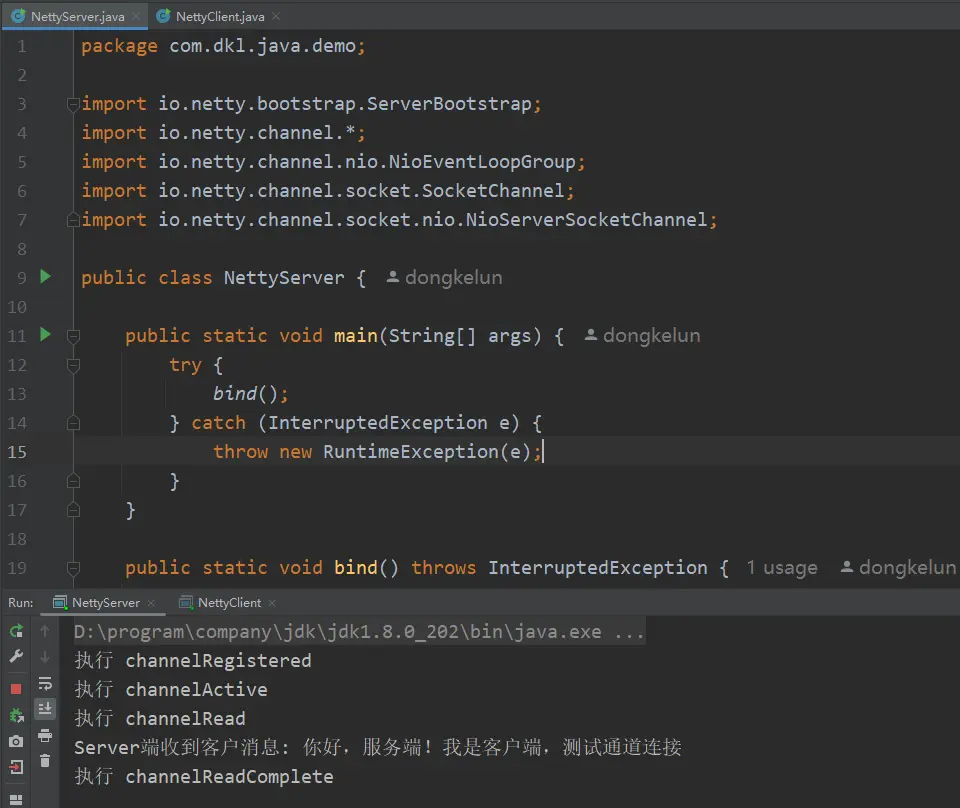 NettyServer.java NettyClient.java
1 package com.dkl.java.demo;
2
3 import io.netty.bootstrap.ServerBootstrap;
4 import io.netty.channel.*;
5 import io.netty.channel.nio.NioEventLoopGroup;
6 import io.netty.channel.socket.SocketChannel;
7 import io.netty.channel.socket.nio.NioServerSocketChannel;
8
9 public class NettyServer { dongkelun
10
11 public static void main(String[] args) { dongkelun
12 try {
13 bind();
14 } catch (InterruptedException e) {
15 throw new RuntimeException(e);
16 }
17 }
18
19 public static void bind() throws InterruptedException { 1 usage dongkelun
Run: NettyServer NettyClient
D:\program\company\jdk\jdk1.8.0_202\bin\java.exe ...
执行 channelRegistered
执行 channelActive
执行 channelRead
Server端收到客户消息: 你好，服务端！我是客户端，测试通道连接
执行 channelReadComplete